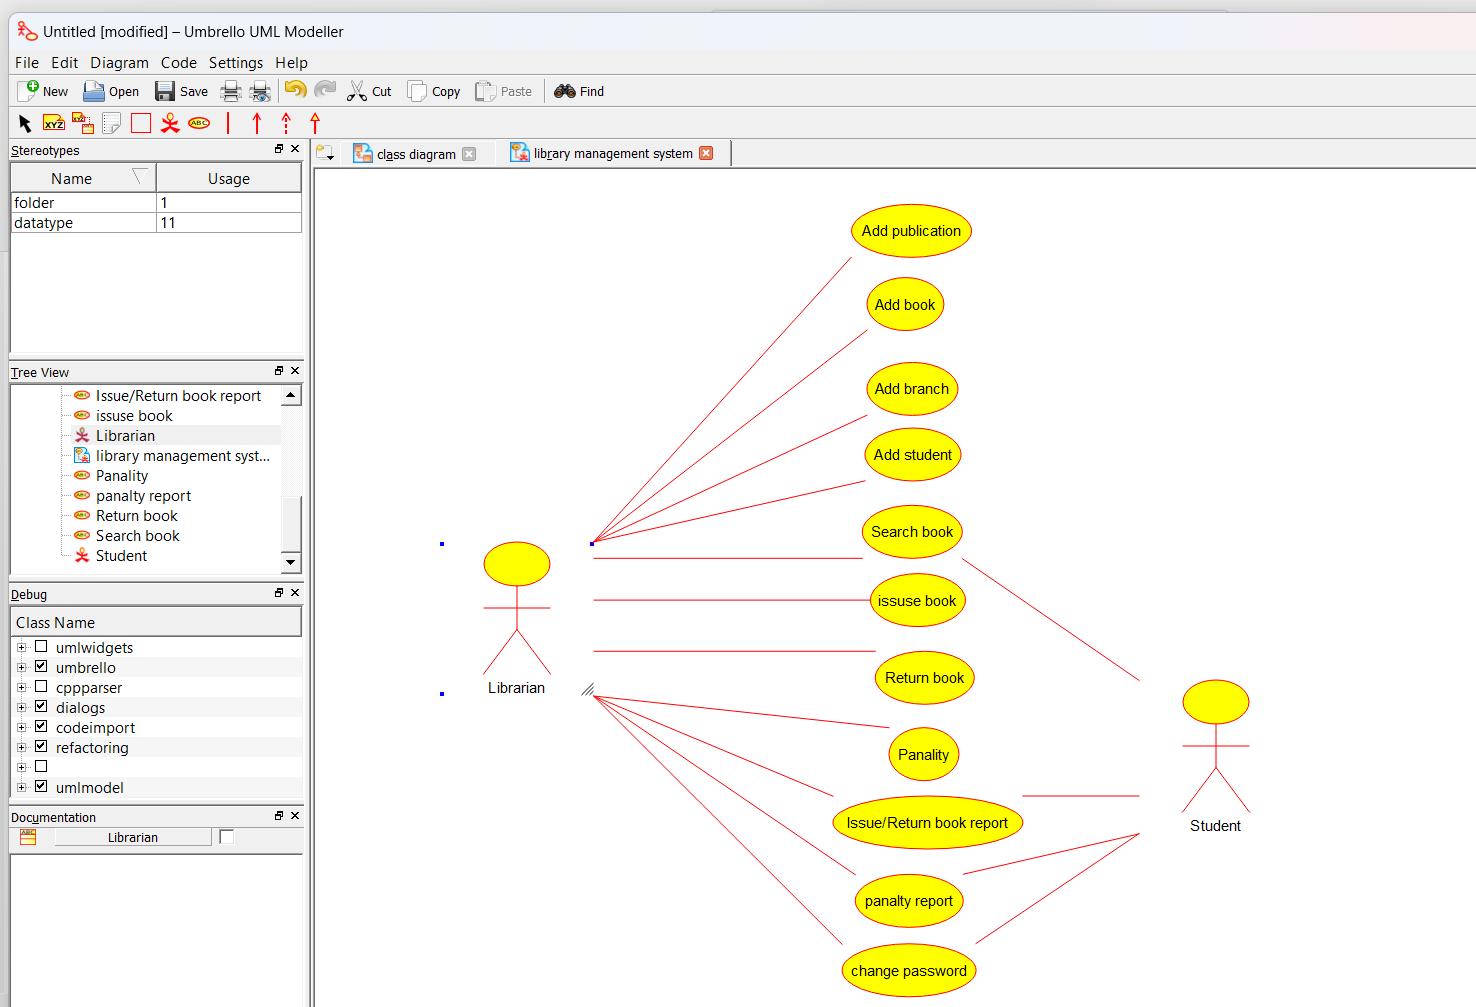 Untitled [modified] – Umbrello UML Modeller
File Edit Diagram Code Settings Help
New Open Save Cut Copy Paste Find
XYZ XYZ ABC
Stereotypes
Name Usage
folder 1
datatype 11
Tree View
Issue/Return book report
issuse book
Librarian
library management syst...
Panality
panalty report
Return book
Search book
Student
Debug
Class Name
umlwidgets
umbrello
cppparser
dialogs
codeimport
refactoring
umlmodel
Documentation
Librarian
class diagram library management system
Add publication
Add book
Add branch
Add student
Search book
issuse book
Return book
Panality
Issue/Return book report
panalty report
change password
Librarian
Student